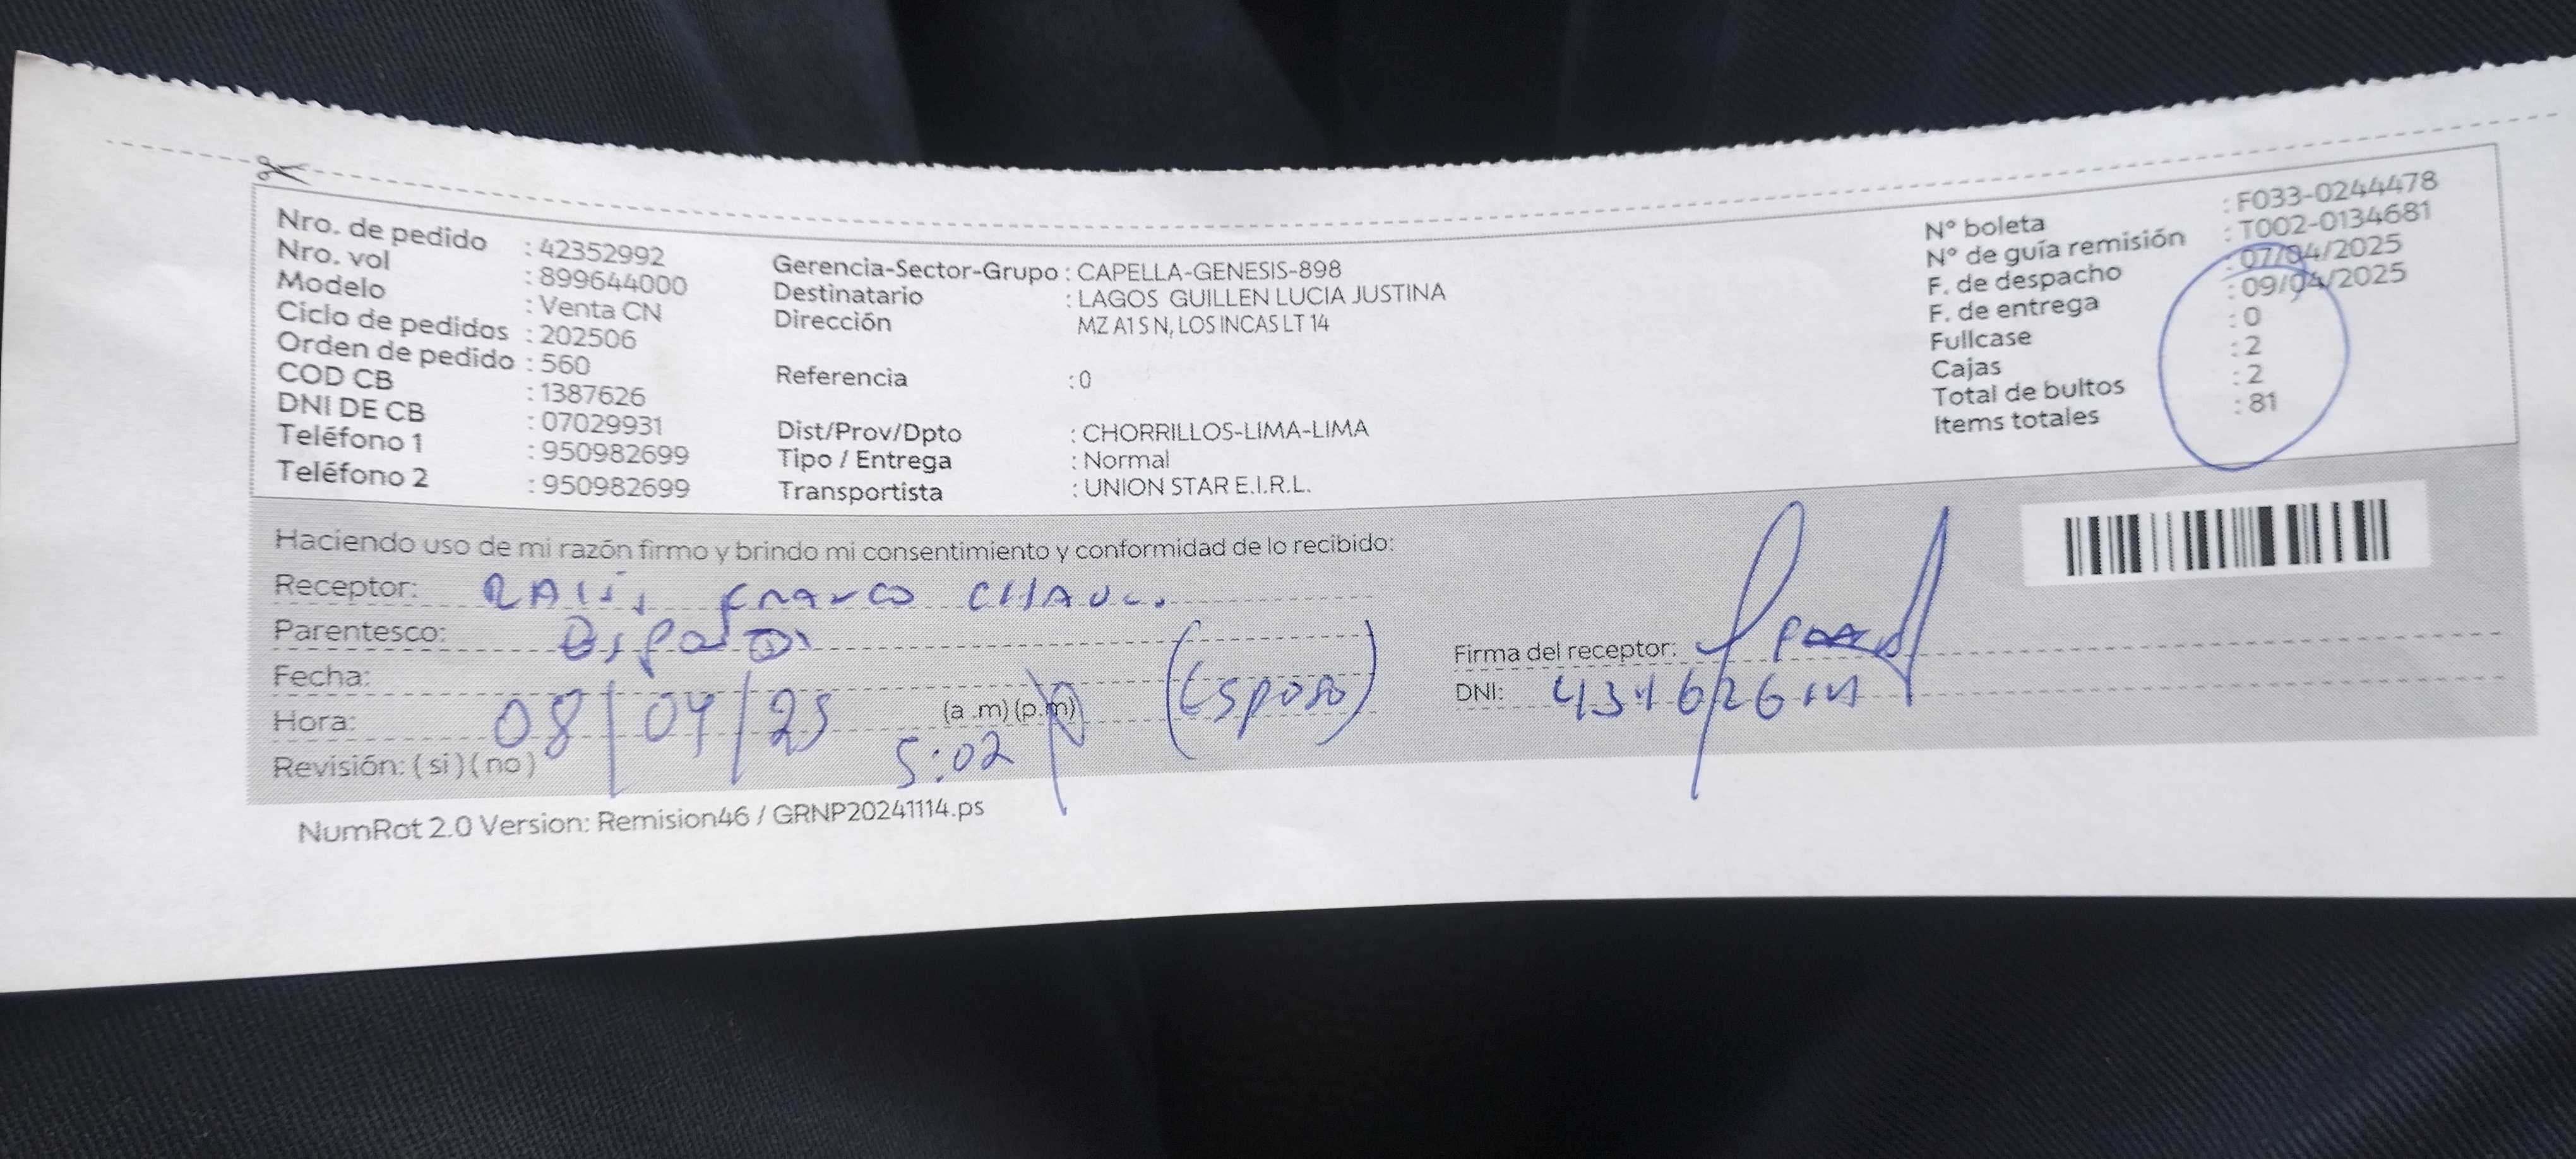 Nro. de pedido : 42352992
Nro. vol : 899644000
Modelo : Venta CN
Ciclo de pedidos : 202506
Orden de pedido : 560
COD CB : 1387626
DNI DE CB : 07029931
Teléfono 1 : 950982699
Teléfono 2 : 950982699
Gerencia-Sector-Grupo : CAPELLA-GENESIS-898
Destinatario : LAGOS GUILLEN LUCIA JUSTINA
Dirección MZ A1 S N, LOS INCAS LT 14
Referencia : 0
Dist/Prov/Dpto : CHORRILLOS-LIMA-LIMA
Tipo / Entrega : Normal
Transportista : UNION STAR E.I.R.L.
N° boleta : F033-0244478
N° de guía remisión : T002-0134681
F. de despacho : 07/04/2025
F. de entrega : 09/04/2025
Fullcase : 0
Cajas : 2
Total de bultos : 2
Items totales : 81
Haciendo uso de mi razón firmo y brindo mi consentimiento y conformidad de lo recibido:
Receptor:
Parentesco:
Fecha: 08/04/25
Hora: (a.m) (p.m) 5:02 p (Esposo)
Revisión: (si) (no)
Firma del receptor:
DNI:
NumRot 2.0 Version: Remision46 / GRNP20241114.ps